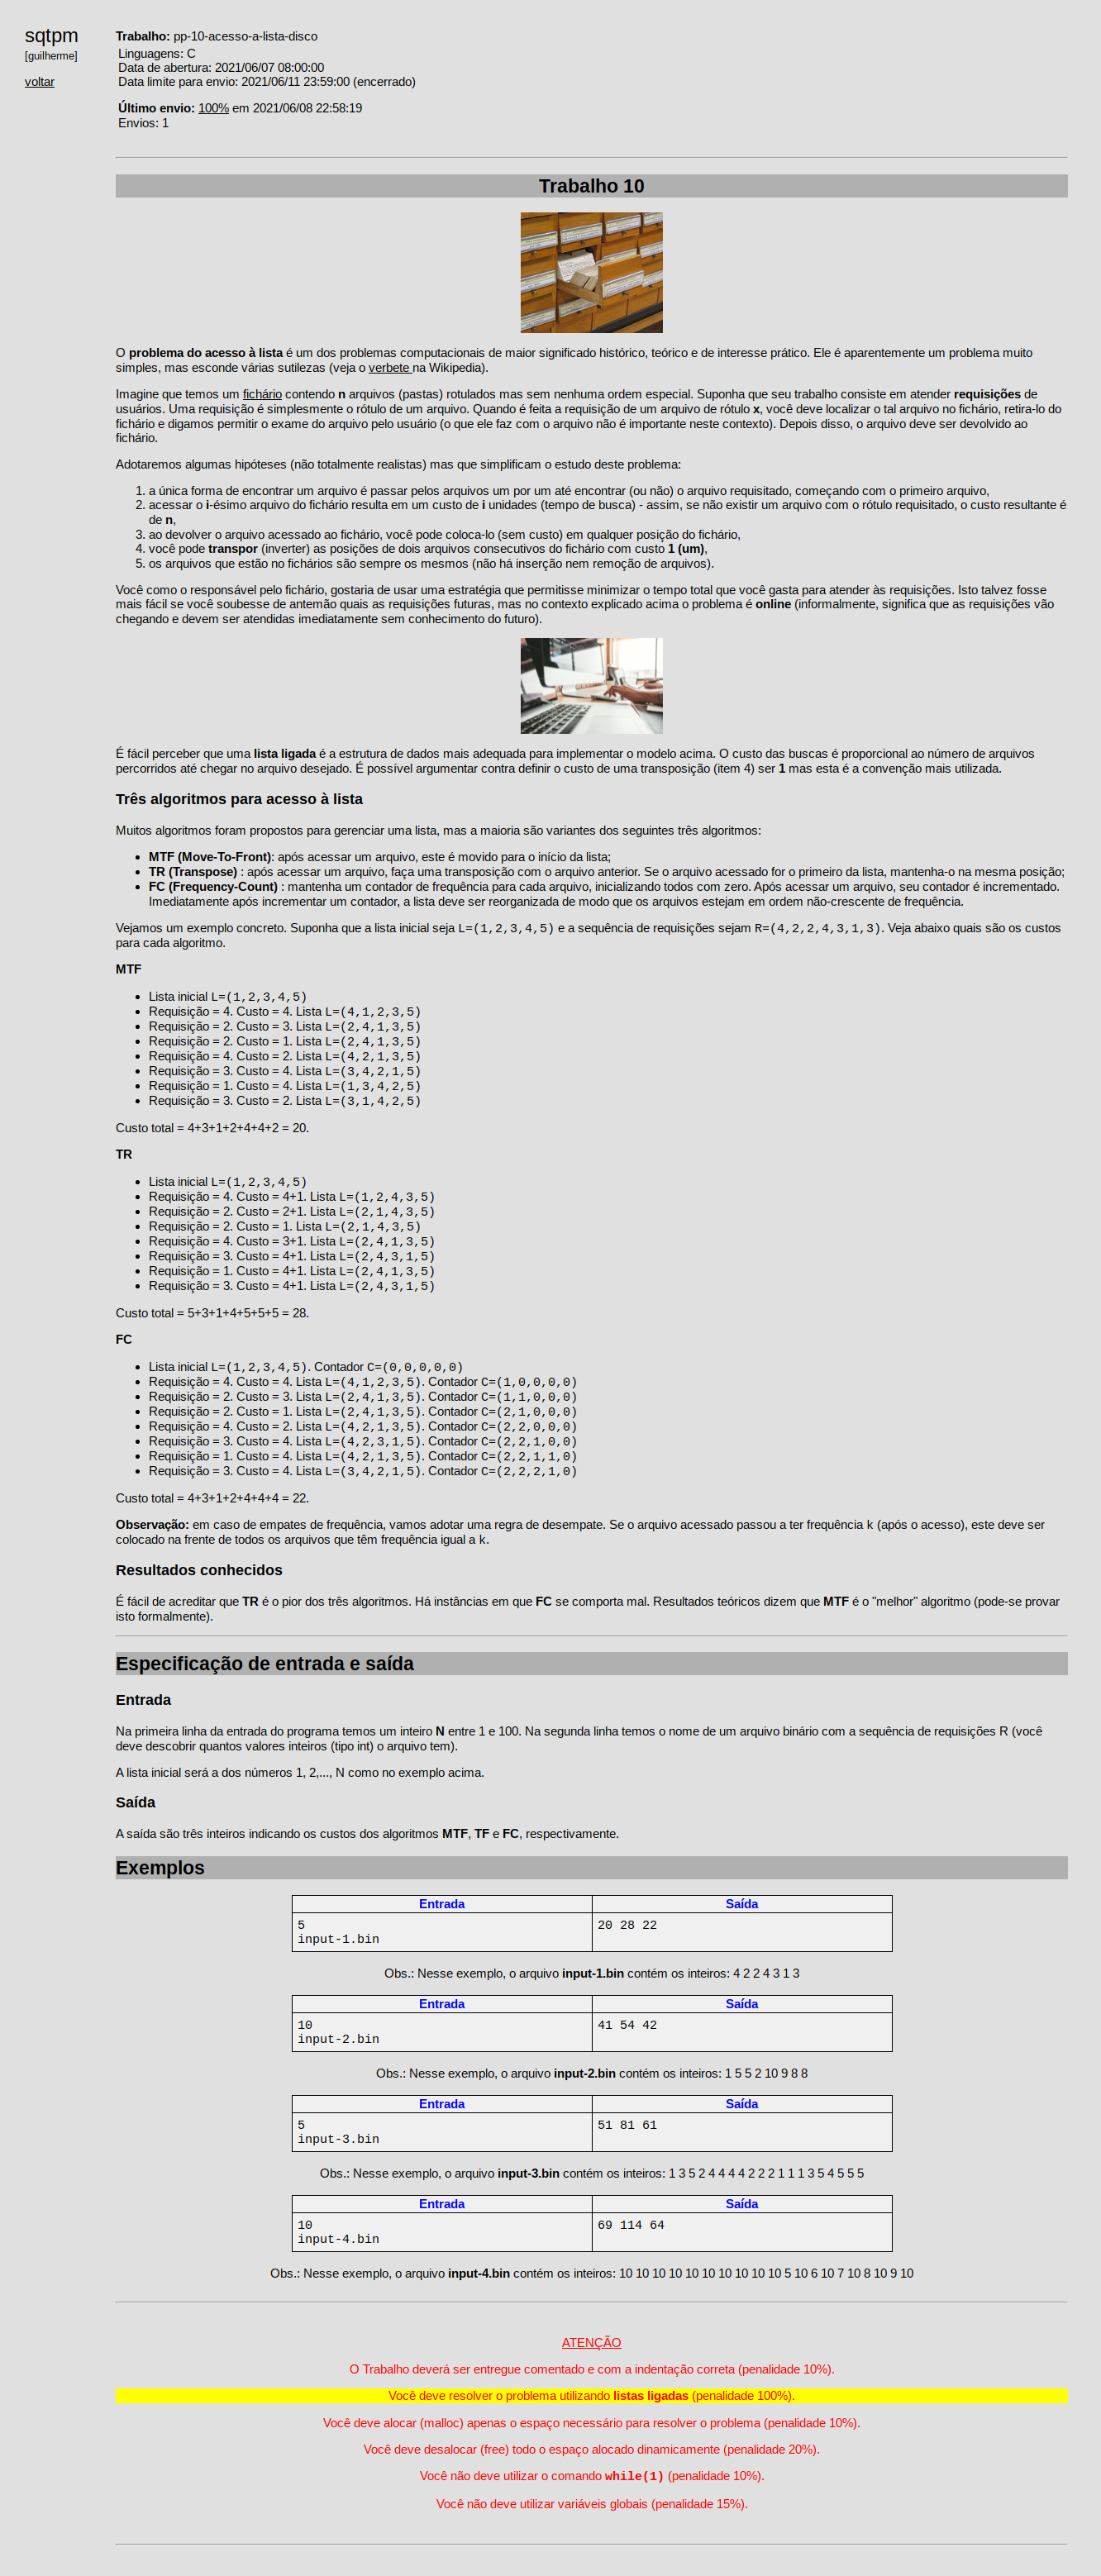 sqtpm
[guilherme]
voltar
Trabalho: pp-10-acesso-a-lista-disco
Linguagens: C
Data de abertura: 2021/06/07 08:00:00
Data limite para envio: 2021/06/11 23:59:00 (encerrado)
Último envio: 100% em 2021/06/08 22:58:19
Envios: 1
Trabalho 10
O problema do acesso à lista é um dos problemas computacionais de maior significado histórico, teórico e de interesse prático. Ele é aparentemente um problema muito
simples, mas esconde várias sutilezas (veja o verbete na Wikipedia).
Imagine que temos um fichário contendo n arquivos (pastas) rotulados mas sem nenhuma ordem especial. Suponha que seu trabalho consiste em atender requisições de
usuários. Uma requisição é simplesmente o rótulo de um arquivo. Quando é feita a requisição de um arquivo de rótulo x, você deve localizar o tal arquivo no fichário, retira-lo do
fichário e digamos permitir o exame do arquivo pelo usuário (o que ele faz com o arquivo não é importante neste contexto). Depois disso, o arquivo deve ser devolvido ao
fichário.
Adotaremos algumas hipóteses (não totalmente realistas) mas que simplificam o estudo deste problema:
1. a única forma de encontrar um arquivo é passar pelos arquivos um por um até encontrar (ou não) o arquivo requisitado, começando com o primeiro arquivo,
2. acessar o i-ésimo arquivo do fichário resulta em um custo de i unidades (tempo de busca) - assim, se não existir um arquivo com o rótulo requisitado, o custo resultante é
de n,
3. ao devolver o arquivo acessado ao fichário, você pode coloca-lo (sem custo) em qualquer posição do fichário,
4. você pode transpor (inverter) as posições de dois arquivos consecutivos do fichário com custo 1 (um),
5. os arquivos que estão no fichários são sempre os mesmos (não há inserção nem remoção de arquivos).
Você como o responsável pelo fichário, gostaria de usar uma estratégia que permitisse minimizar o tempo total que você gasta para atender às requisições. Isto talvez fosse
mais fácil se você soubesse de antemão quais as requisições futuras, mas no contexto explicado acima o problema é online (informalmente, significa que as requisições vão
chegando e devem ser atendidas imediatamente sem conhecimento do futuro).
É fácil perceber que uma lista ligada é a estrutura de dados mais adequada para implementar o modelo acima. O custo das buscas é proporcional ao número de arquivos
percorridos até chegar no arquivo desejado. É possível argumentar contra definir o custo de uma transposição (item 4) ser 1 mas esta é a convenção mais utilizada.
Três algoritmos para acesso à lista
Muitos algoritmos foram propostos para gerenciar uma lista, mas a maioria são variantes dos seguintes três algoritmos:
• MTF (Move-To-Front): após acessar um arquivo, este é movido para o início da lista;
• TR (Transpose) : após acessar um arquivo, faça uma transposição com o arquivo anterior. Se o arquivo acessado for o primeiro da lista, mantenha-o na mesma posição;
• FC (Frequency-Count) : mantenha um contador de frequência para cada arquivo, inicializando todos com zero. Após acessar um arquivo, seu contador é incrementado.
Imediatamente após incrementar um contador, a lista deve ser reorganizada de modo que os arquivos estejam em ordem não-crescente de frequência.
Vejamos um exemplo concreto. Suponha que a lista inicial seja L=(1,2,3,4,5) e a sequência de requisições sejam R=(4,2,2,4,3,1,3). Veja abaixo quais são os custos
para cada algoritmo.
MTF
• Lista inicial L=(1,2,3,4,5)
• Requisição = 4. Custo = 4. Lista L=(4,1,2,3,5)
• Requisição = 2. Custo = 3. Lista L=(2,4,1,3,5)
• Requisição = 2. Custo = 1. Lista L=(2,4,1,3,5)
• Requisição = 4. Custo = 2. Lista L=(4,2,1,3,5)
• Requisição = 3. Custo = 4. Lista L=(3,4,2,1,5)
• Requisição = 1. Custo = 4. Lista L=(1,3,4,2,5)
• Requisição = 3. Custo = 2. Lista L=(3,1,4,2,5)
Custo total = 4+3+1+2+4+4+2 = 20.
TR
• Lista inicial L=(1,2,3,4,5)
• Requisição = 4. Custo = 4+1. Lista L=(1,2,4,3,5)
• Requisição = 2. Custo = 2+1. Lista L=(2,1,4,3,5)
• Requisição = 2. Custo = 1. Lista L=(2,1,4,3,5)
• Requisição = 4. Custo = 3+1. Lista L=(2,4,1,3,5)
• Requisição = 3. Custo = 4+1. Lista L=(2,4,3,1,5)
• Requisição = 1. Custo = 4+1. Lista L=(2,4,1,3,5)
• Requisição = 3. Custo = 4+1. Lista L=(2,4,3,1,5)
Custo total = 5+3+1+4+5+5+5 = 28.
FC
• Lista inicial L=(1,2,3,4,5). Contador C=(0,0,0,0,0)
• Requisição = 4. Custo = 4. Lista L=(4,1,2,3,5). Contador C=(1,0,0,0,0)
• Requisição = 2. Custo = 3. Lista L=(2,4,1,3,5). Contador C=(1,1,0,0,0)
• Requisição = 2. Custo = 1. Lista L=(2,4,1,3,5). Contador C=(2,1,0,0,0)
• Requisição = 4. Custo = 2. Lista L=(4,2,1,3,5). Contador C=(2,2,0,0,0)
• Requisição = 3. Custo = 4. Lista L=(4,2,3,1,5). Contador C=(2,2,1,0,0)
• Requisição = 1. Custo = 4. Lista L=(4,2,1,3,5). Contador C=(2,2,1,1,0)
• Requisição = 3. Custo = 4. Lista L=(3,4,2,1,5). Contador C=(2,2,2,1,0)
Custo total = 4+3+1+2+4+4+4 = 22.
Observação: em caso de empates de frequência, vamos adotar uma regra de desempate. Se o arquivo acessado passou a ter frequência k (após o acesso), este deve ser
colocado na frente de todos os arquivos que têm frequência igual a k.
Resultados conhecidos
É fácil de acreditar que TR é o pior dos três algoritmos. Há instâncias em que FC se comporta mal. Resultados teóricos dizem que MTF é o "melhor" algoritmo (pode-se provar
isto formalmente).
Especificação de entrada e saída
Entrada
Na primeira linha da entrada do programa temos um inteiro N entre 1 e 100. Na segunda linha temos o nome de um arquivo binário com a sequência de requisições R (você
deve descobrir quantos valores inteiros (tipo int) o arquivo tem).
A lista inicial será a dos números 1, 2,..., N como no exemplo acima.
Saída
A saída são três inteiros indicando os custos dos algoritmos MTF, TF e FC, respectivamente.
Exemplos
Entrada Saída
5 20 28 22
input-1.bin
Obs.: Nesse exemplo, o arquivo input-1.bin contém os inteiros: 4 2 2 4 3 1 3
Entrada Saída
10 41 54 42
input-2.bin
Obs.: Nesse exemplo, o arquivo input-2.bin contém os inteiros: 1 5 5 2 10 9 8 8
Entrada Saída
5 51 81 61
input-3.bin
Obs.: Nesse exemplo, o arquivo input-3.bin contém os inteiros: 1 3 5 2 4 4 4 4 2 2 2 1 1 1 3 5 4 5 5 5
Entrada Saída
10 69 114 64
input-4.bin
Obs.: Nesse exemplo, o arquivo input-4.bin contém os inteiros: 10 10 10 10 10 10 10 10 10 10 5 10 6 10 7 10 8 10 9 10
ATENÇÃO
O Trabalho deverá ser entregue comentado e com a indentação correta (penalidade 10%).
Você deve resolver o problema utilizando listas ligadas (penalidade 100%).
Você deve alocar (malloc) apenas o espaço necessário para resolver o problema (penalidade 10%).
Você deve desalocar (free) todo o espaço alocado dinamicamente (penalidade 20%).
Você não deve utilizar o comando while(1) (penalidade 10%).
Você não deve utilizar variáveis globais (penalidade 15%).